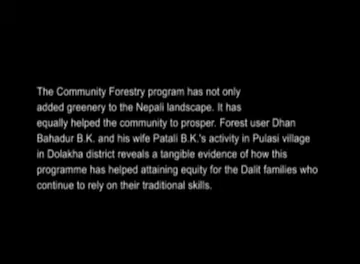 The Community Forestry program has not only
added greenery to the Nepali landscape. It has
equally helped the community to prosper. Forest user Dhan
Bahadur B.K. and his wife Patali B.K.'s activity in Pulasi village
in Dolakha district reveals a tangible evidence of how this
programme has helped attaining equity for the Dalit families who
continue to rely on their traditional skills.